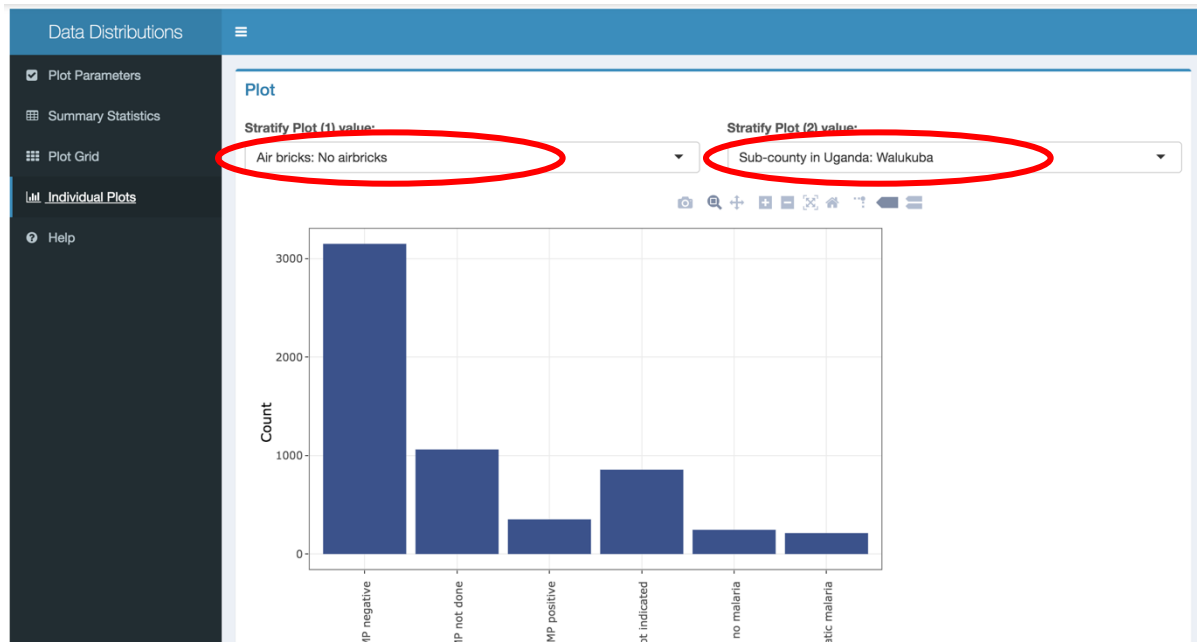 Data Distributions
Plot Parameters
Summary Statistics
Plot Grid
Individual Plots
Help
Plot
Stratify Plot (1) value:
Stratify Plot (2) value:
Air bricks: No airbricks
Sub-county in Uganda: Walukuba
Count
3000
2000
1000
0
MP negative
MP not done
MP positive
indicated
no malaria
malaria